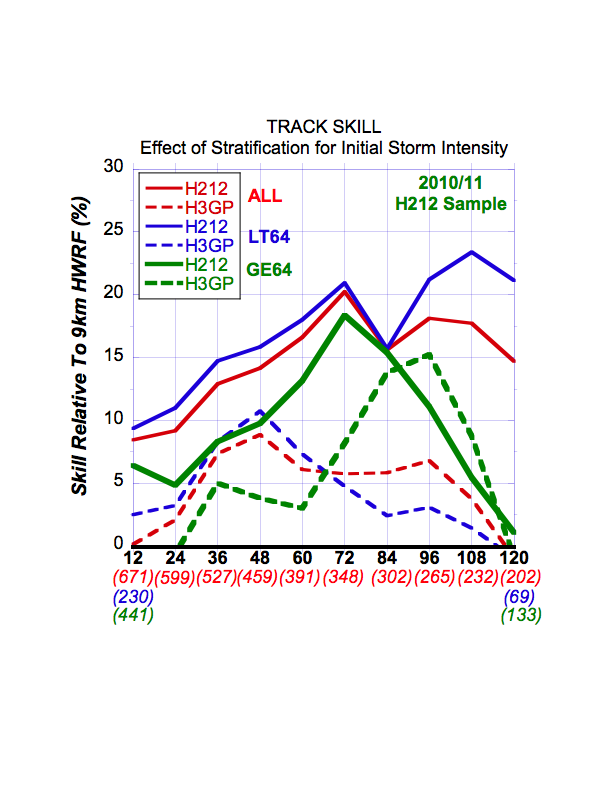 TRACK SKILL
Effect of Stratification for Initial Storm Intensity
Skill Relative To 9km HWRF (%)
30
25
20
15
10
5
0
H212
H3GP
ALL
H212
H3GP
LT64
H212
H3GP
GE64
2010/11
H212 Sample
12 24 36 48 60 72 84 96 108 120
(671) (599) (527) (459) (391) (348) (302) (265) (232) (202)
(230) (69)
(441) (133)